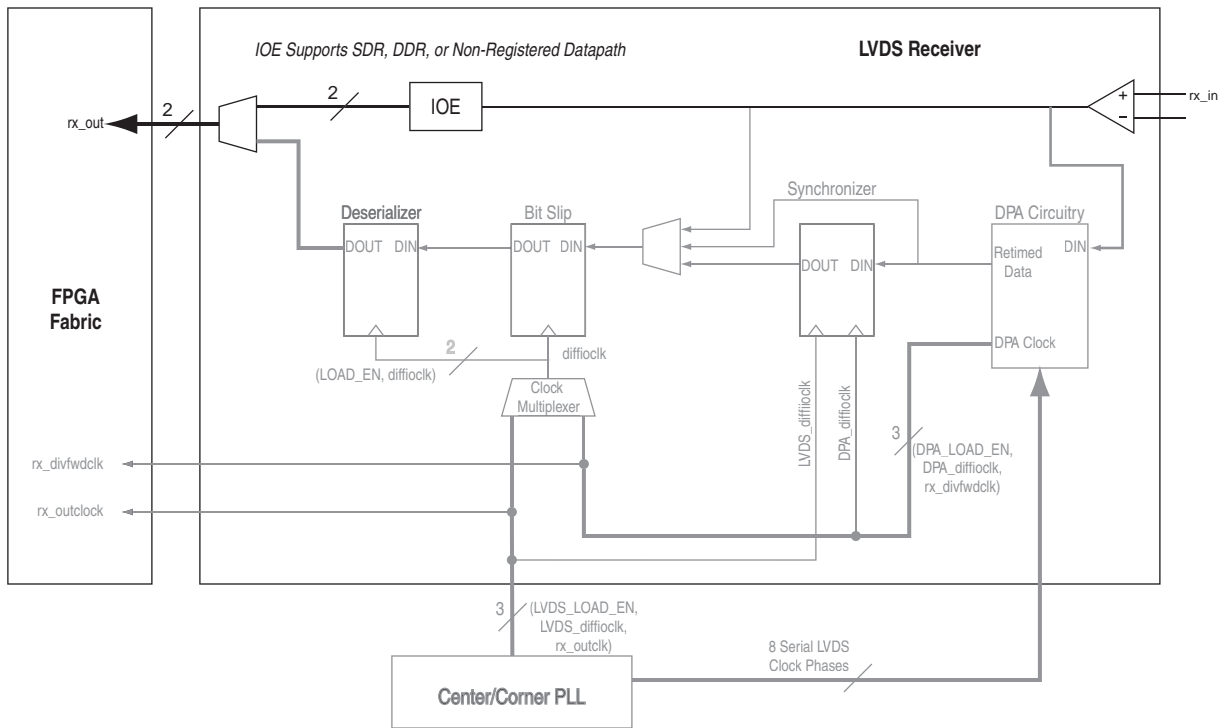 IOE Supports SDR, DDR, or Non-Registered Datapath
LVDS Receiver
2
2
IOE
+
–
rx_in
rx_out
Synchronizer
Deserializer
Bit Slip
DPA Circuitry
DOUT DIN
DOUT DIN
DOUT DIN
DIN
Retimed
Data
FPGA
Fabric
DPA Clock
2
diffioclk
(LOAD_EN, diffioclk)
Clock
Multiplexer
LVDS_diffiioclk
DPA_diffioclk
3
(DPA_LOAD_EN,
DPA_diffioclk,
rx_divfwdclk)
rx_divfwdclk
rx_outclock
3
(LVDS_LOAD_EN,
LVDS_diffioclk,
rx_outclk)
8 Serial LVDS
Clock Phases
Center/Corner PLL